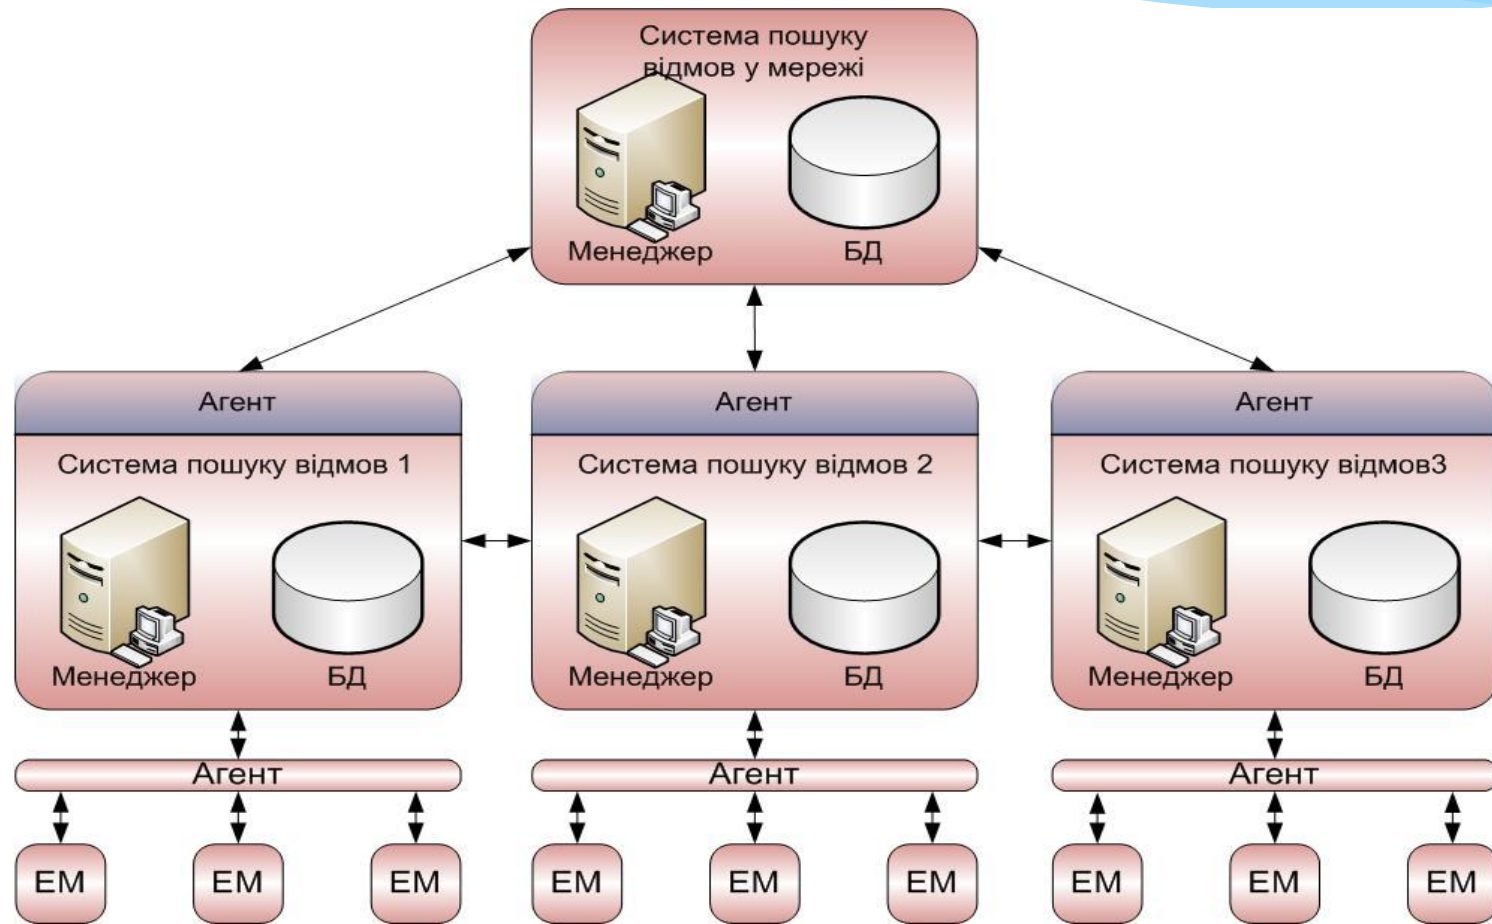 Система пошуку
відмов у мережі
Менеджер БД
Агент Агент Агент
Система пошуку відмов 1 Система пошуку відмов 2 Система пошуку відмов3
Менеджер БД Менеджер БД Менеджер БД
Агент Агент Агент
ЕМ ЕМ ЕМ ЕМ ЕМ ЕМ ЕМ ЕМ ЕМ